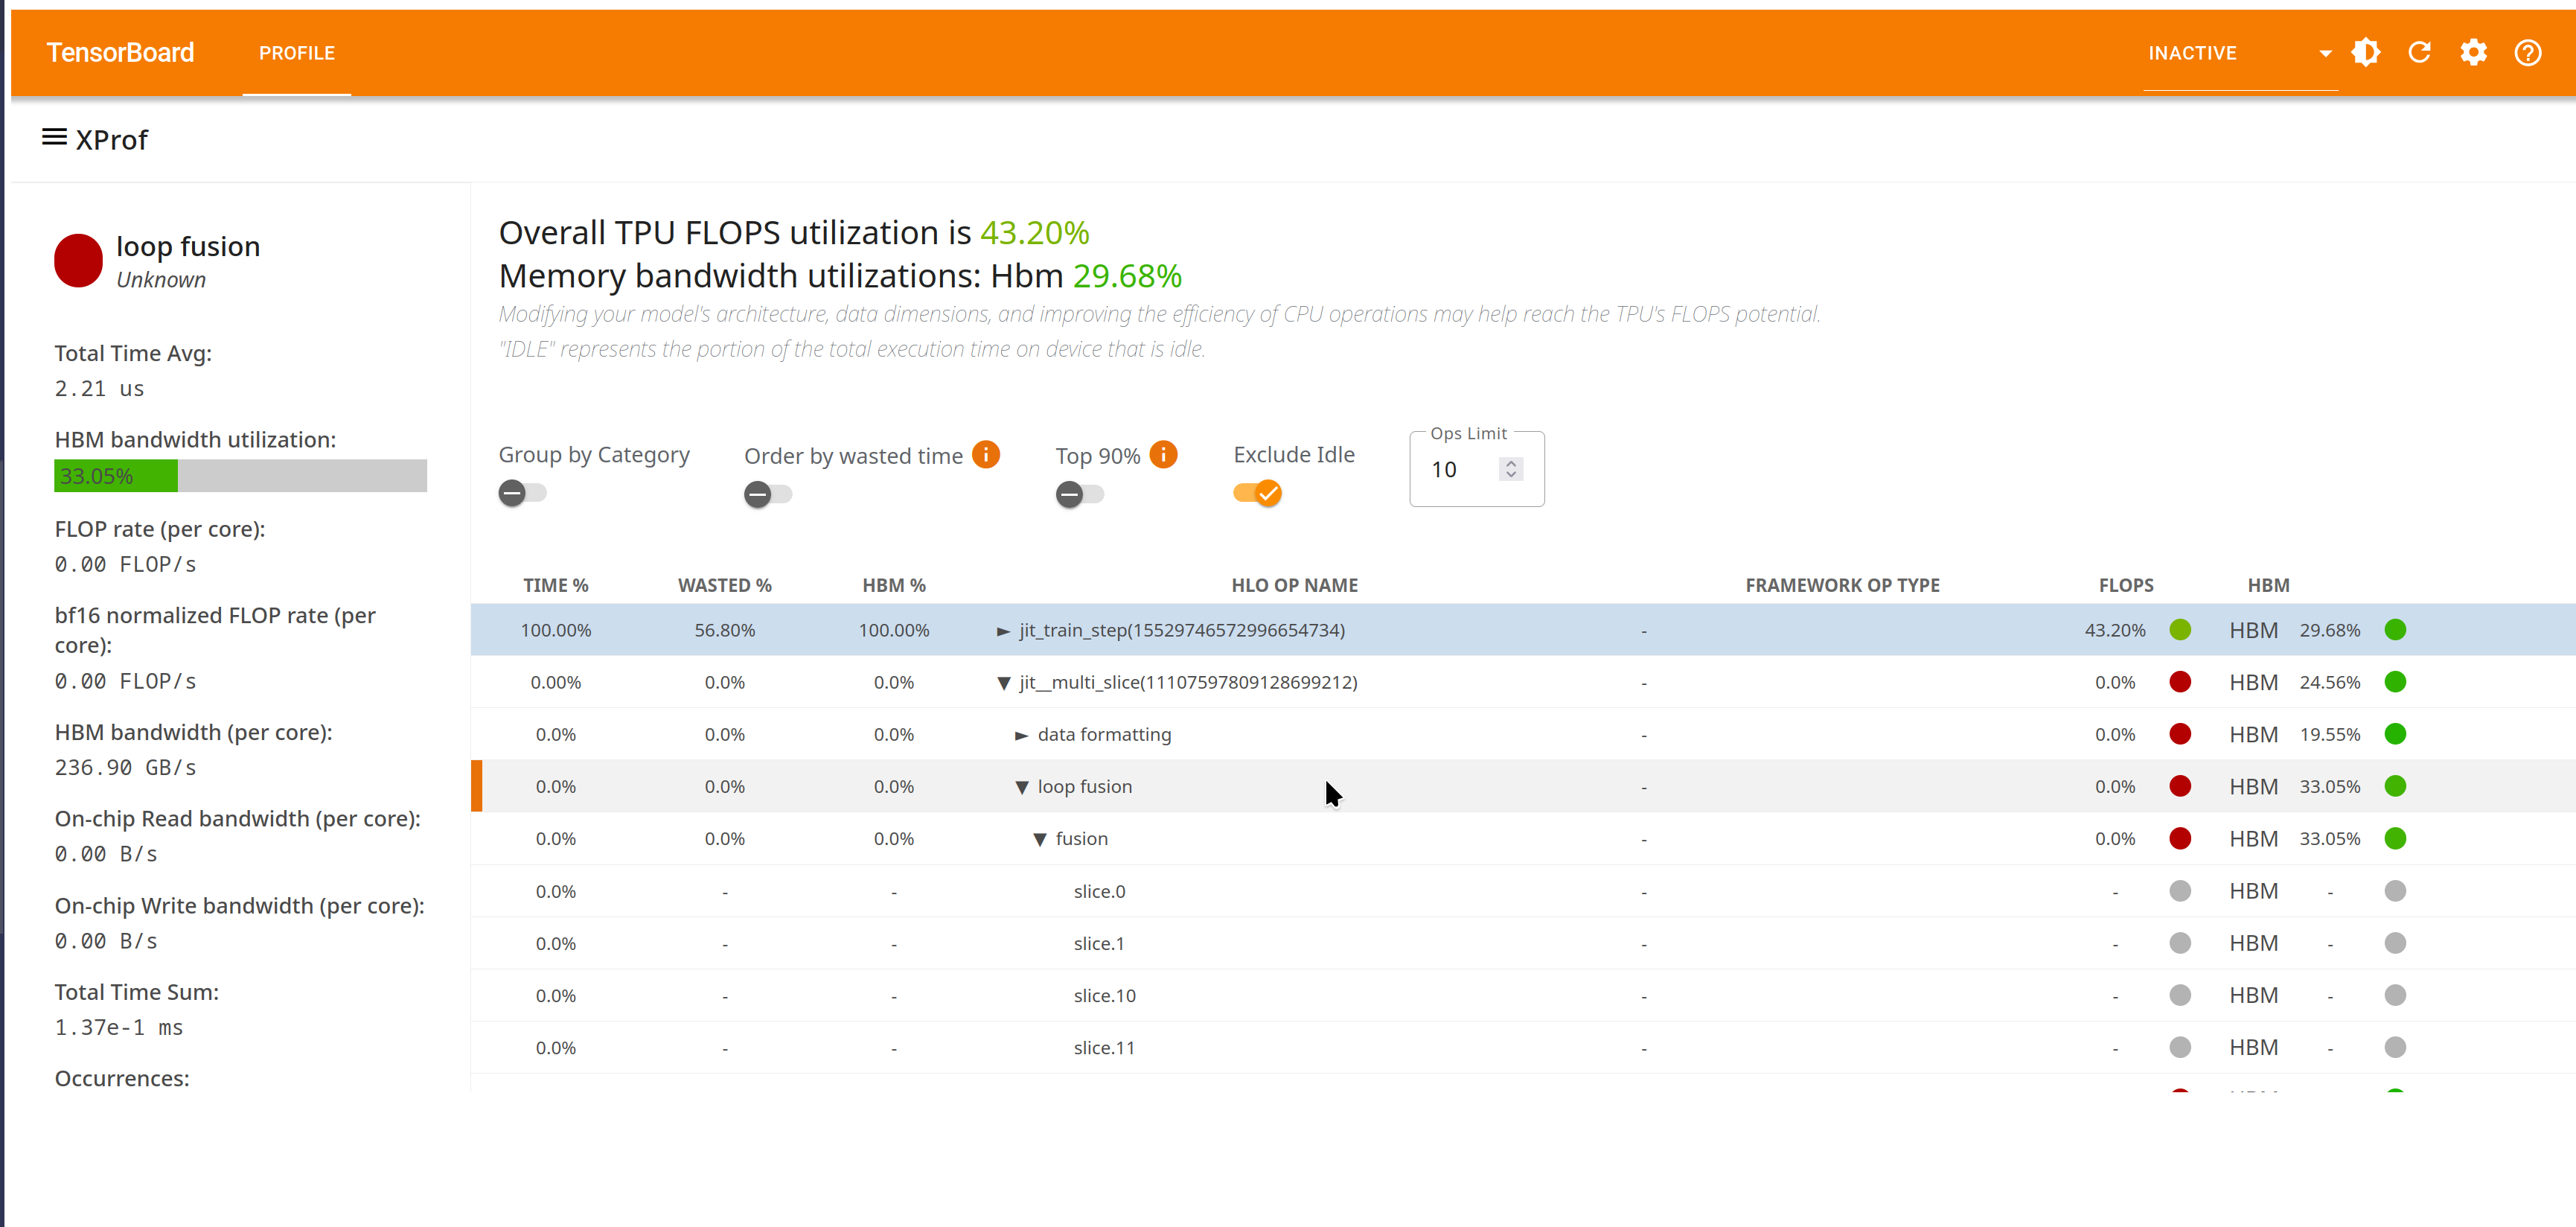 TensorBoard PROFILE INACTIVE
XProf
loop fusion
Unknown
Total Time Avg:
2.21 us
HBM bandwidth utilization:
33.05%
FLOP rate (per core):
0.00 FLOP/s
bf16 normalized FLOP rate (per
core):
0.00 FLOP/s
HBM bandwidth (per core):
236.90 GB/s
On-chip Read bandwidth (per core):
0.00 B/s
On-chip Write bandwidth (per core):
0.00 B/s
Total Time Sum:
1.37e-1 ms
Occurrences:
Overall TPU FLOPS utilization is 43.20%
Memory bandwidth utilizations: Hbm 29.68%
Modifying your model's architecture, data dimensions, and improving the efficiency of CPU operations may help reach the TPU's FLOPS potential.
"IDLE" represents the portion of the total execution time on device that is idle.
Group by Category
Order by wasted time
Top 90%
Exclude Idle
Ops Limit
10
TIME % WASTED % HBM % HLO OP NAME FRAMEWORK OP TYPE FLOPS HBM
100.00% 56.80% 100.00% ► jit_train_step(15529746572996654734) - 43.20% HBM 29.68%
0.00% 0.0% 0.0% ▼ jit__multi_slice(11107597809128699212) - 0.0% HBM 24.56%
0.0% 0.0% 0.0% ► data formatting - 0.0% HBM 19.55%
0.0% 0.0% 0.0% ▼ loop fusion - 0.0% HBM 33.05%
0.0% 0.0% 0.0% ▼ fusion - 0.0% HBM 33.05%
0.0% - - slice.0 - - HBM -
0.0% - - slice.1 - - HBM -
0.0% - - slice.10 - - HBM -
0.0% - - slice.11 - - HBM -